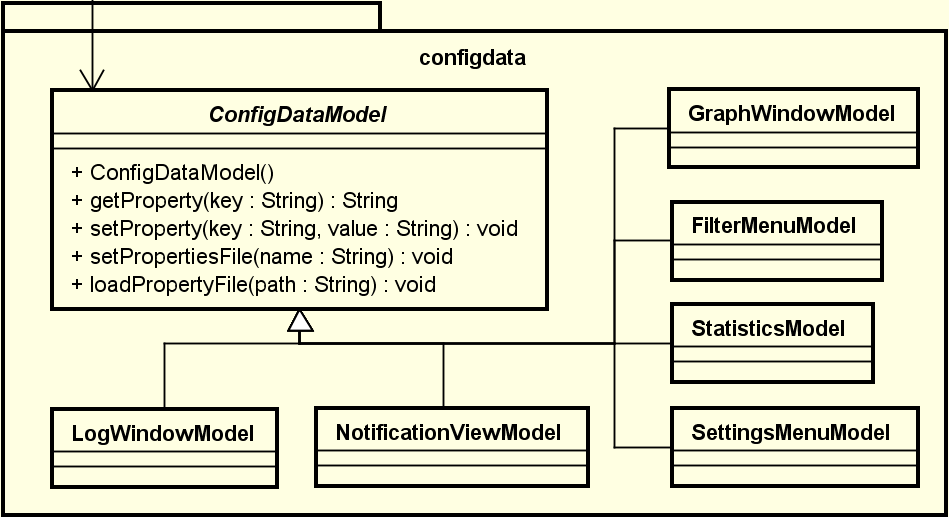 configdata
ConfigDataModel
+ ConfigDataModel()
+ getProperty(key : String) : String
+ setProperty(key : String, value : String) : void
+ setPropertiesFile(name : String) : void
+ loadPropertyFile(path : String) : void
GraphWindowModel
FilterMenuModel
StatisticsModel
LogWindowModel
NotificationViewModel
SettingsMenuModel